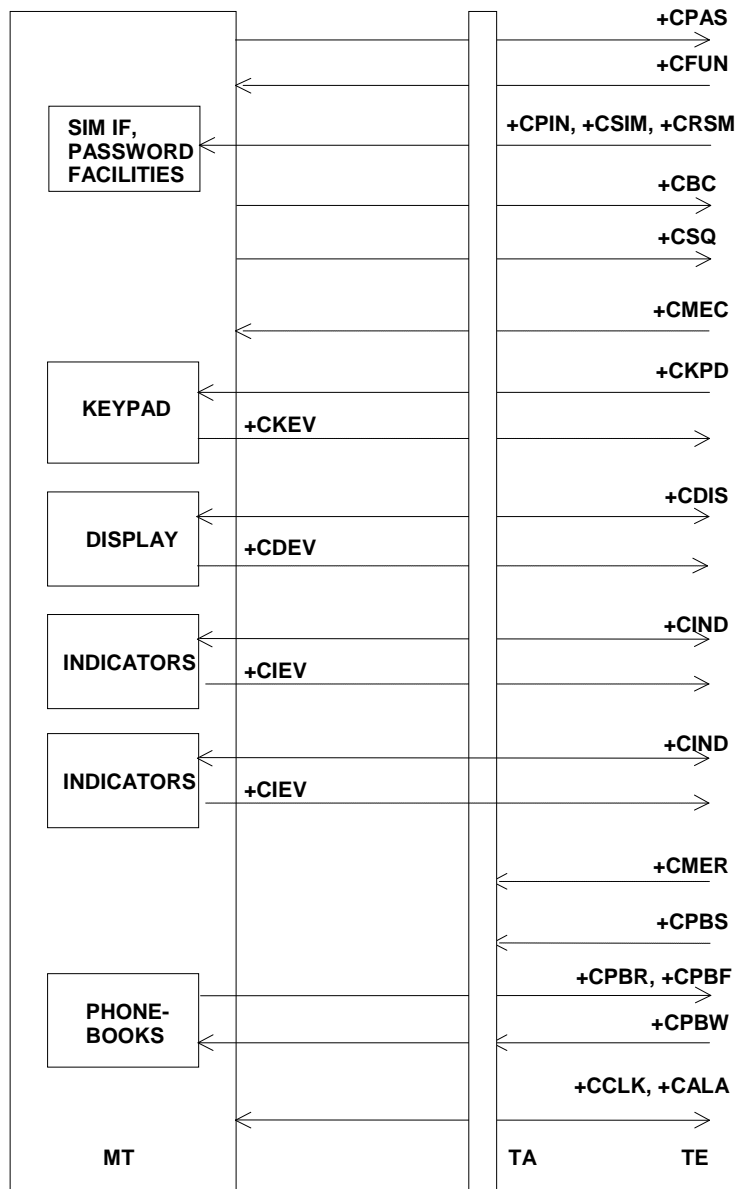 +CPAS
+CFUN
SIM IF,
PASSWORD
FACILITIES
+CPIN, +CSIM, +CRSM
+CBC
+CSQ
+CMEC
+CKPD
KEYPAD
+CKEV
+CDIS
DISPLAY
+CDEV
+CIND
INDICATORS
+CIEV
+CIND
INDICATORS
+CIEV
+CMER
+CPBS
+CPBR, +CPBF
PHONE-
BOOKS
+CPBW
+CCLK, +CALA
MT TA TE